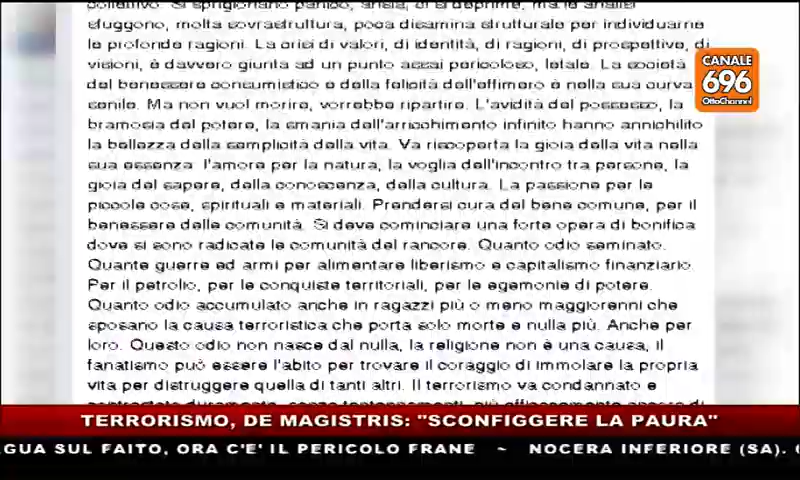 collettivo. Si sprigionano panico, ansia, ci si deprime, ma le analisi
sfuggono, molta sovrastruttura, poca disamina strutturale per individuarne
le profonde ragioni. La crisi di valori, di identità, di ragioni, di prospettive, di
visioni, è davvero giunta ad un punto assai pericoloso, letale. La società
del benessere consumistico e della felicità dell'effimero è nella sua curva
senile. Ma non vuol morire, vorrebbe ripartire. L'avidità del possesso, la
bramosia del potere, la smania dell'arricchimento infinito hanno annichilito
la bellezza della semplicità della vita. Va riscoperta la gioia della vita nella
sua essenza: l'amore per la natura, la voglia dell'incontro tra persone, la
gioia del sapere, della conoscenza, della cultura. La passione per le
piccole cose, spirituali e materiali. Prendersi cura del bene comune, per il
benessere delle comunità. Si deve cominciare una forte opera di bonifica
dove si sono radicate le comunità del rancore. Quanto odio seminato.
Quante guerre ed armi per alimentare liberismo e capitalismo finanziario.
Per il petrolio, per le conquiste territoriali, per le egemonie di potere.
Quanto odio accumulato anche in ragazzi più o meno maggiorenni che
sposano la causa terroristica che porta solo morte e nulla più. Anche per
loro. Questo odio non nasce dal nulla, la religione non è una causa, il
fanatismo può essere l'abito per trovare il coraggio di immolare la propria
vita per distruggere quella di tanti altri. Il terrorismo va condannato e
CANALE
696
OttoChannel
TERRORISMO, DE MAGISTRIS: "SCONFIGGERE LA PAURA"
AGUA SUL FAITO, ORA C'E' IL PERICOLO FRANE ~ NOCERA INFERIORE (SA).